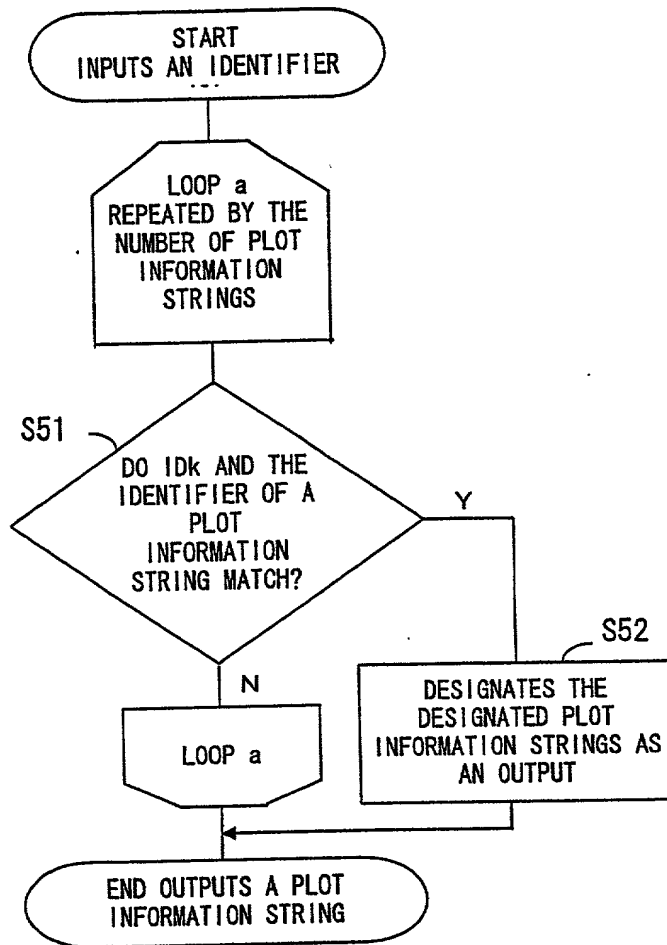 START
INPUTS AN IDENTIFIER
LOOP a
REPEATED BY THE
NUMBER OF PLOT
INFORMATION
STRINGS
S51
DO IDk AND THE
IDENTIFIER OF A
PLOT
INFORMATION
STRING MATCH?
Y
N
S52
DESIGNATES THE
DESIGNATED PLOT
INFORMATION STRINGS AS
AN OUTPUT
LOOP a
END OUTPUTS A PLOT
INFORMATION STRING